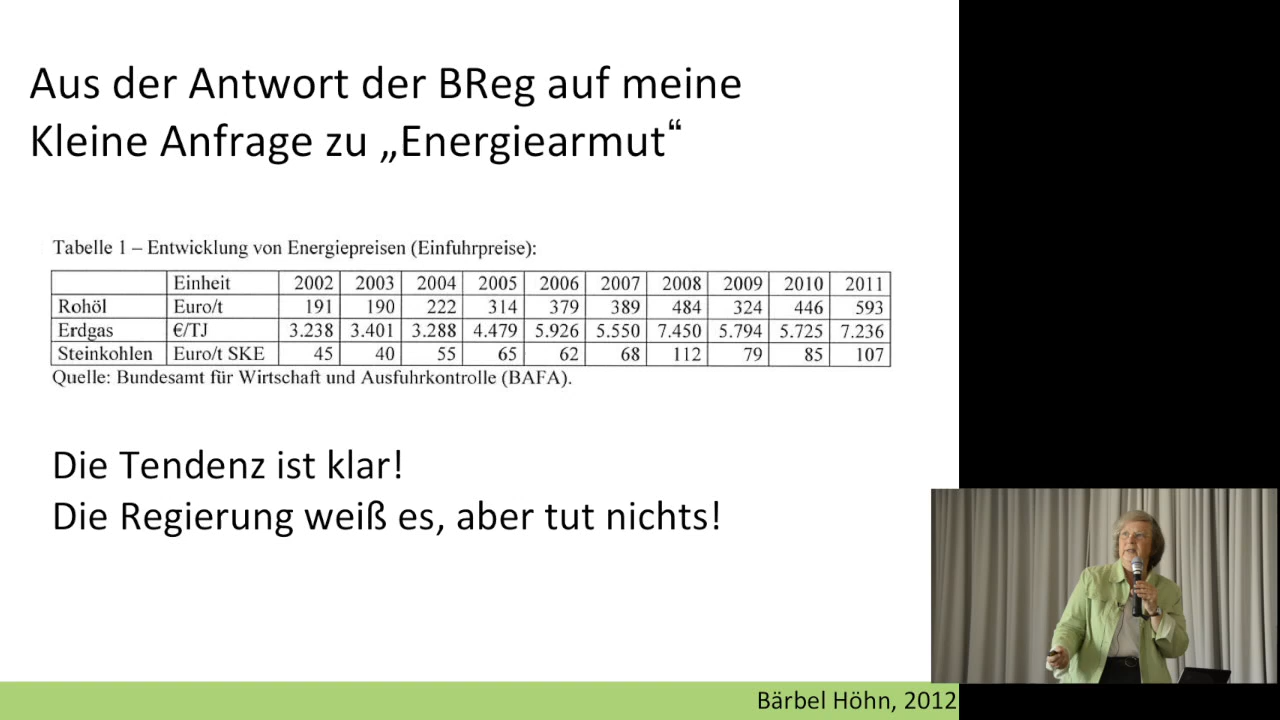 Aus der Antwort der BReg auf meine
Kleine Anfrage zu „Energiearmut“
Tabelle 1 – Entwicklung von Energiepreisen (Einfuhrpreise):
Einheit 2002 2003 2004 2005 2006 2007 2008 2009 2010 2011
Rohöl Euro/t 191 190 222 314 379 389 484 324 446 593
Erdgas €/TJ 3.238 3.401 3.288 4.479 5.926 5.550 7.450 5.794 5.725 7.236
Steinkohlen Euro/t SKE 45 40 55 65 62 68 112 79 85 107
Quelle: Bundesamt für Wirtschaft und Ausfuhrkontrolle (BAFA).
Die Tendenz ist klar!
Die Regierung weiß es, aber tut nichts!
Bärbel Höhn, 2012